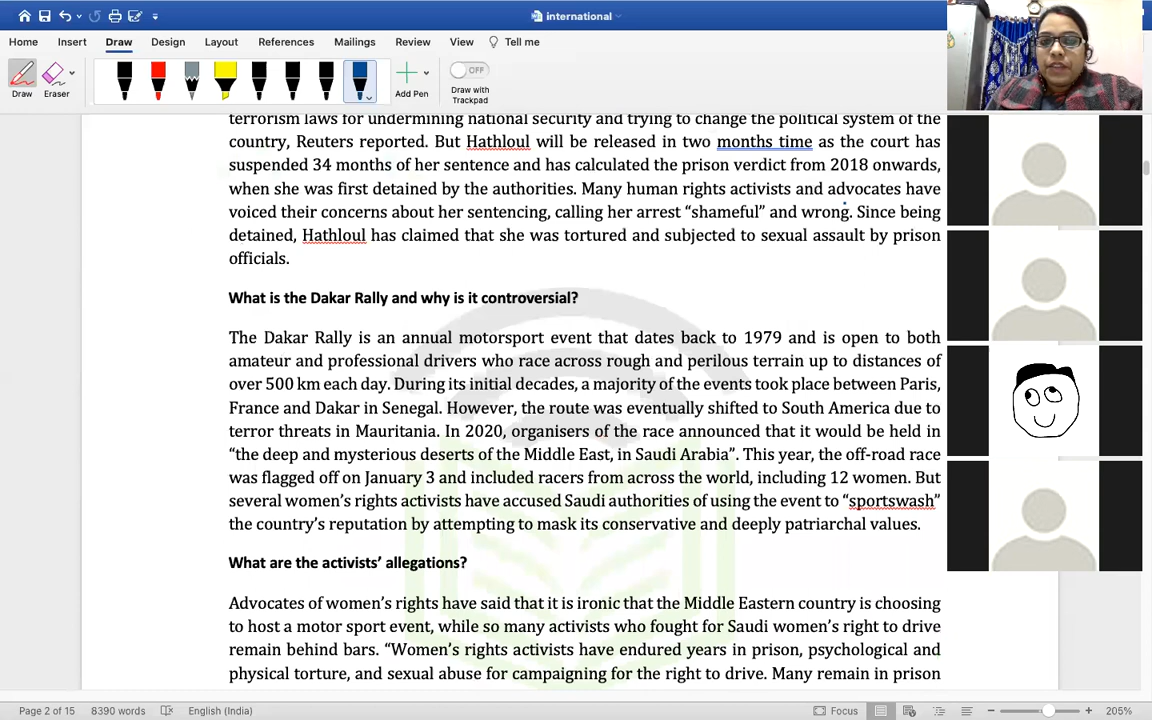 international
Home Insert Draw Design Layout References Mailings Review View Tell me
OFF
Draw Eraser Add Pen Draw with Trackpad
terrorism laws for undermining national security and trying to change the political system of the
country, Reuters reported. But Hathloul will be released in two months time as the court has
suspended 34 months of her sentence and has calculated the prison verdict from 2018 onwards,
when she was first detained by the authorities. Many human rights activists and advocates have
voiced their concerns about her sentencing, calling her arrest “shameful” and wrong. Since being
detained, Hathloul has claimed that she was tortured and subjected to sexual assault by prison
officials.
What is the Dakar Rally and why is it controversial?
The Dakar Rally is an annual motorsport event that dates back to 1979 and is open to both
amateur and professional drivers who race across rough and perilous terrain up to distances of
over 500 km each day. During its initial decades, a majority of the events took place between Paris,
France and Dakar in Senegal. However, the route was eventually shifted to South America due to
terror threats in Mauritania. In 2020, organisers of the race announced that it would be held in
“the deep and mysterious deserts of the Middle East, in Saudi Arabia”. This year, the off-road race
was flagged off on January 3 and included racers from across the world, including 12 women. But
several women’s rights activists have accused Saudi authorities of using the event to “sportswash”
the country’s reputation by attempting to mask its conservative and deeply patriarchal values.
What are the activists’ allegations?
Advocates of women’s rights have said that it is ironic that the Middle Eastern country is choosing
to host a motor sport event, while so many activists who fought for Saudi women’s right to drive
remain behind bars. “Women’s rights activists have endured years in prison, psychological and
physical torture, and sexual abuse for campaigning for the right to drive. Many remain in prison
Page 2 of 15 8390 words English (India) Focus 205%